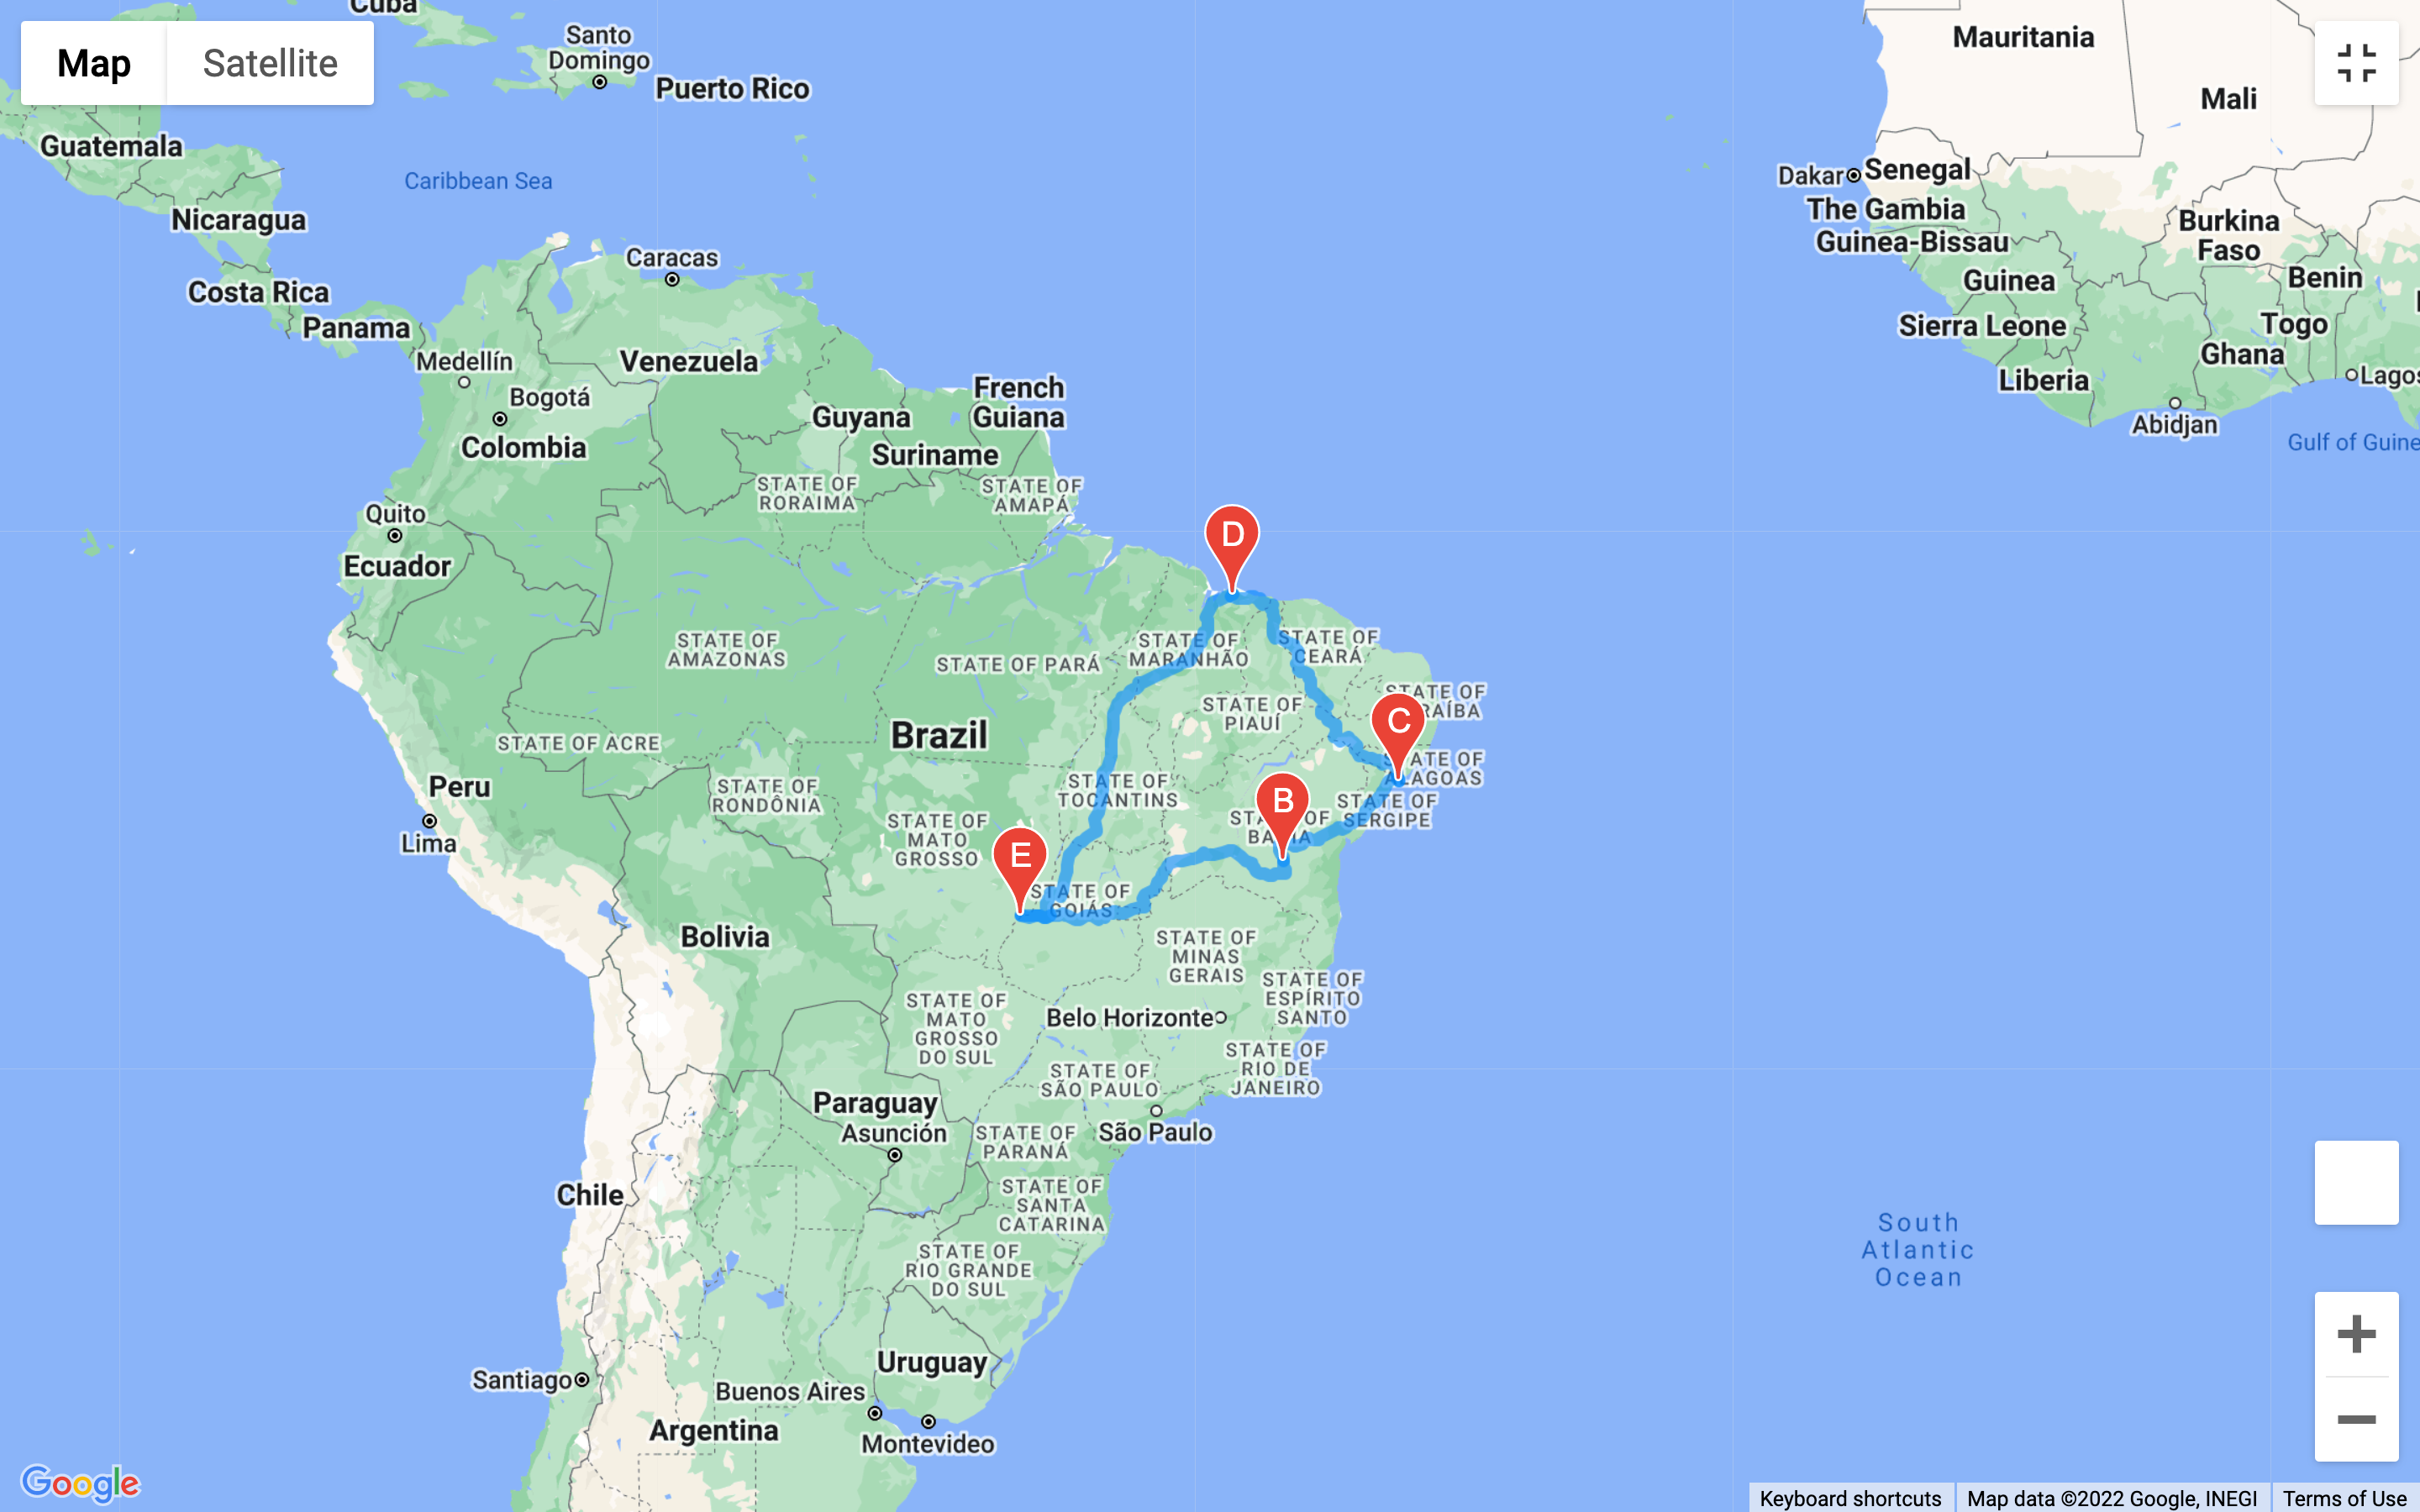 Cuba
Map
Satellite
Santo
Domingo
Puerto Rico
Mauritania
Mali
Guatemala
Caribbean Sea
Dakar
Senegal
The Gambia
Guinea-Bissau
Burkina
Faso
Nicaragua
Caracas
Guinea
Benin
Costa Rica
Panama
Sierra Leone
Togo
Medellín
Venezuela
Ghana
Liberia
Lagos
Bogotá
French
Guiana
Guyana
Abidjan
Colombia
Suriname
Gulf of Guine
STATE OF
RORAIMA
STATE OF
AMAPÁ
Quito
Ecuador
D
STATE OF
AMAZONAS
STATE OF PARÁ
STATE OF
MARANHÃO
STATE OF
CEARÁ
STATE OF
RAÍBA
STATE OF
PIAUÍ
C
Brazil
STATE OF ACRE
ATE OF
LAGOAS
Peru
STATE OF
RONDÔNIA
STATE OF
TOCANTINS
B
STATE OF
SERGIPE
Lima
STATE OF
MATO
GROSSO
STA OF
BA IA
E
STATE OF
GOIÁS
Bolivia
STATE OF
MINAS
GERAIS
STATE OF
ESPÍRITO
SANTO
STATE OF
MATO
GROSSO
DO SUL
Belo Horizonte
STATE OF
RIO DE
JANEIRO
STATE OF
SÃO PAULO
Paraguay
Asunción
STATE OF
PARANÁ
São Paulo
Chile
STATE OF
SANTA
CATARINA
South
Atlantic
Ocean
STATE OF
RIO GRANDE
DO SUL
Uruguay
Santiago
Buenos Aires
Argentina
Montevideo
Google
Keyboard shortcuts
Map data ©2022 Google, INEGI
Terms of Use